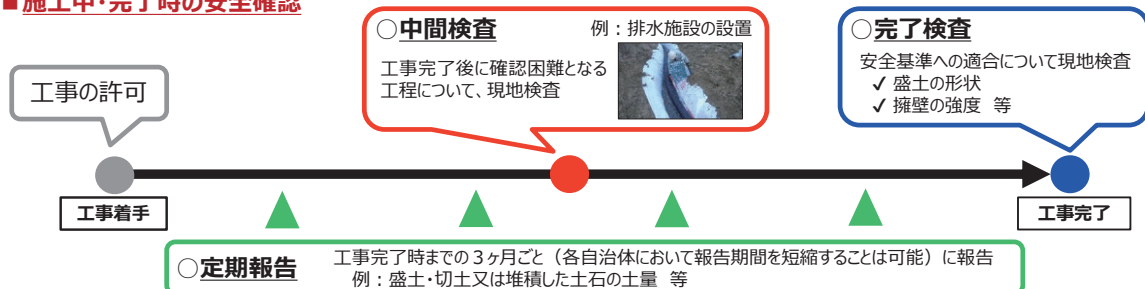 ■施工中・完了時の安全確認
○中間検査 例：排水施設の設置
工事完了後に確認困難となる
工程について、現地検査
○完了検査
安全基準への適合について現地検査
✓ 盛土の形状
✓ 擁壁の強度 等
工事の許可
工事着手
工事完了
○定期報告 工事完了時までの３ヶ月ごと（各自治体において報告期間を短縮することは可能）に報告
例：盛土・切土又は堆積した土石の土量 等